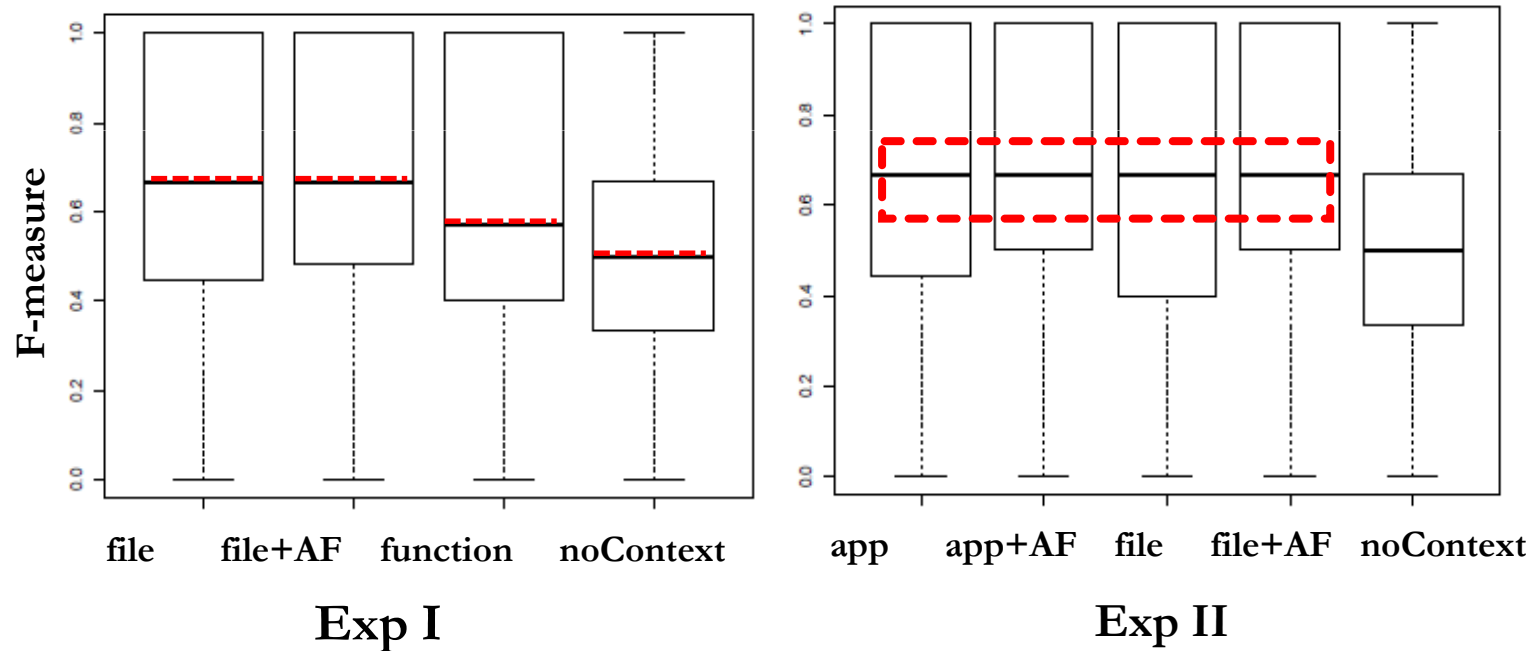 F-measure
1.0
0.8
0.6
0.4
0.2
0.0
file file+AF function noContext
Exp I
1.0
0.8
0.6
0.4
0.2
0.0
app app+AF file file+AF noContext
Exp II